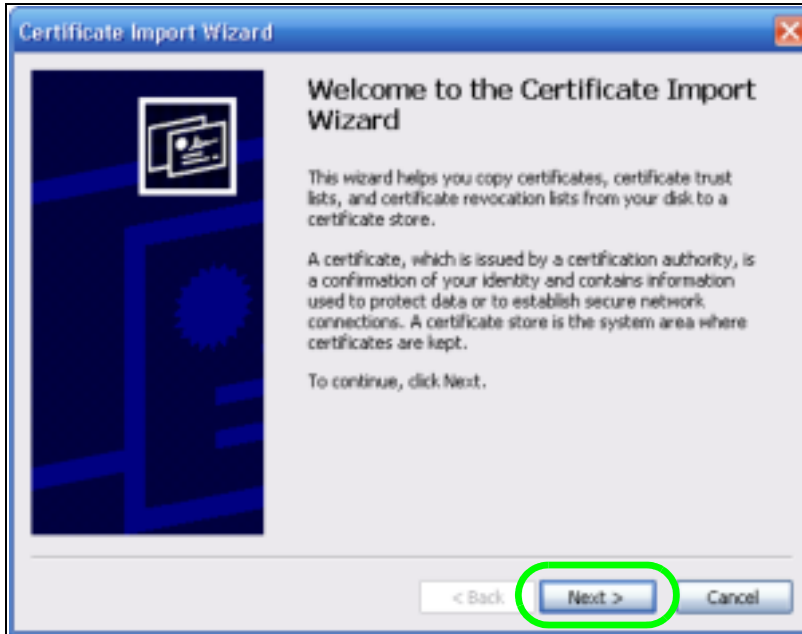 Certificate Import Wizard
Welcome to the Certificate Import
Wizard
This wizard helps you copy certificates, certificate trust
lists, and certificate revocation lists from your disk to a
certificate store.
A certificate, which is issued by a certification authority, is
a confirmation of your identity and contains information
used to protect data or to establish secure network
connections. A certificate store is the system area where
certificates are kept.
To continue, click Next.
< Back
Next >
Cancel